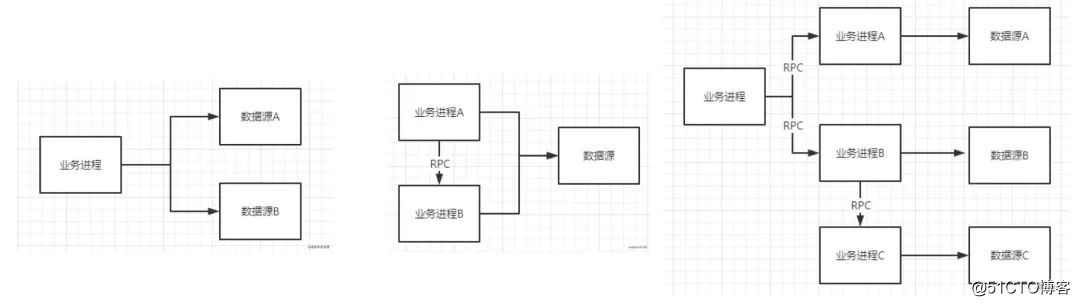 业务进程
数据源A
数据源B
业务进程A
RPC
业务进程B
数据源
业务进程
RPC
RPC
业务进程A
数据源A
业务进程B
数据源B
RPC
业务进程C
数据源C
@51CTO博客